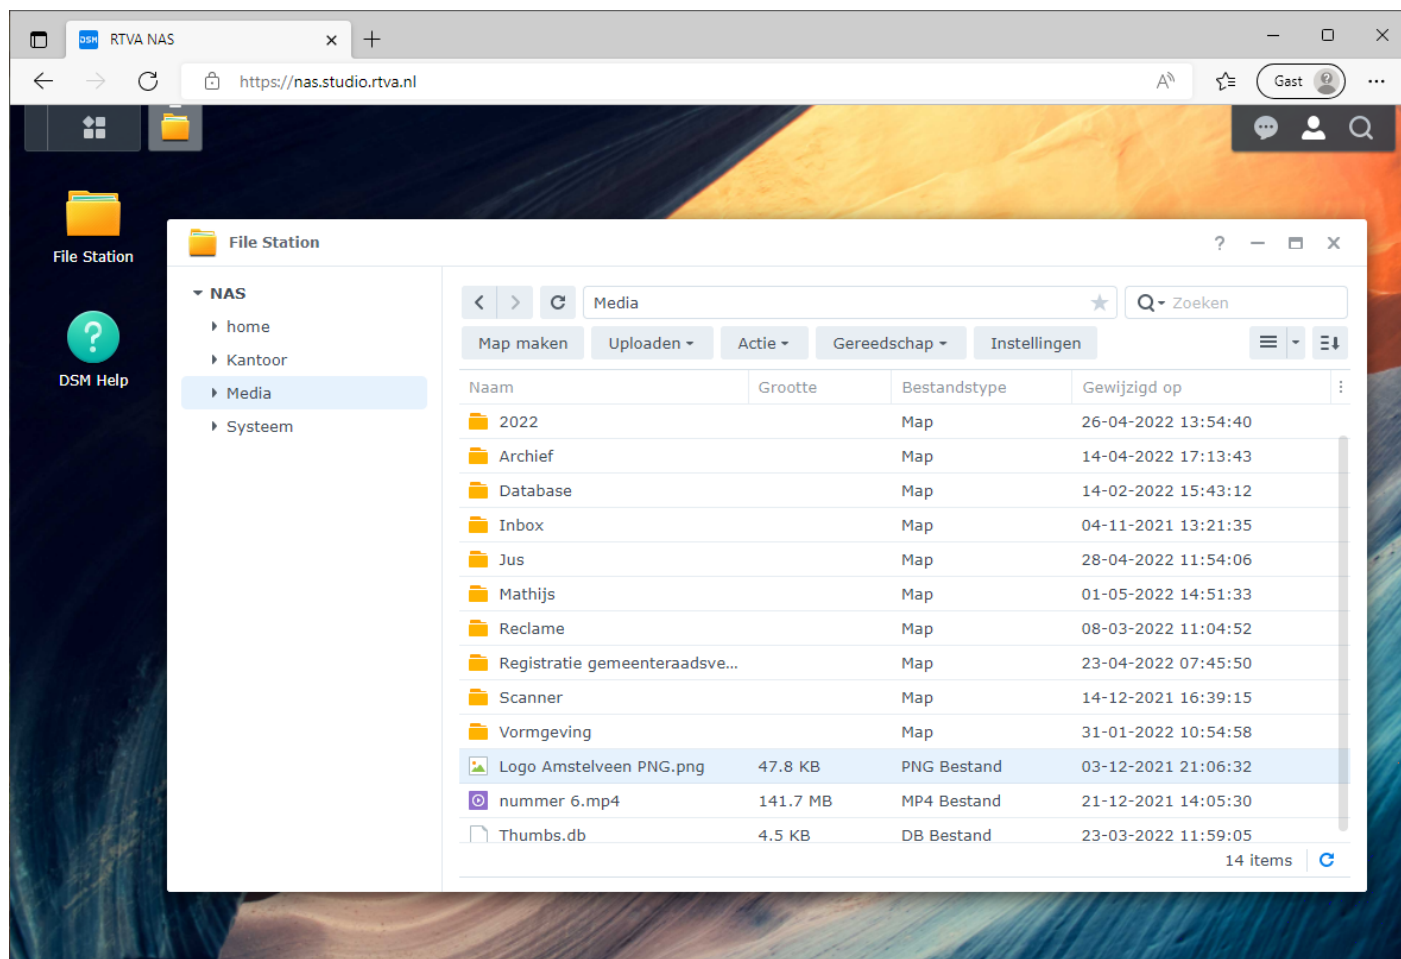 RTVA NAS
https://nas.studio.rtva.nl
Gast
File Station
DSM Help
File Station
NAS
home
Kantoor
Media
Systeem
Media
Zoeken
Map maken Uploaden Actie Gereedschap Instellingen
Naam Grootte Bestandstype Gewijzigd op
2022 Map 26-04-2022 13:54:40
Archief Map 14-04-2022 17:13:43
Database Map 14-02-2022 15:43:12
Inbox Map 04-11-2021 13:21:35
Jus Map 28-04-2022 11:54:06
Mathijs Map 01-05-2022 14:51:33
Reclame Map 08-03-2022 11:04:52
Registratie gemeenteraadsve... Map 23-04-2022 07:45:50
Scanner Map 14-12-2021 16:39:15
Vormgeving Map 31-01-2022 10:54:58
Logo Amstelveen PNG.png 47.8 KB PNG Bestand 03-12-2021 21:06:32
nummer 6.mp4 141.7 MB MP4 Bestand 21-12-2021 14:05:30
Thumbs.db 4.5 KB DB Bestand 23-03-2022 11:59:05
14 items